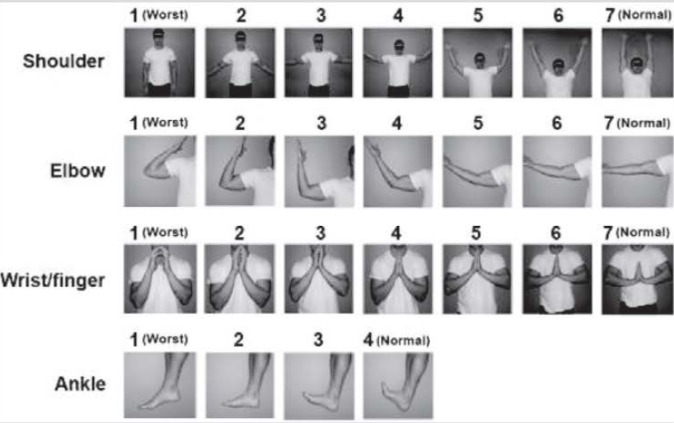 1 (Worst) 2 3 4 5 6 7 (Normal)
Shoulder
1 (Worst) 2 3 4 5 6 7 (Normal)
Elbow
1 (Worst) 2 3 4 5 6 7 (Normal)
Wrist/finger
1 (Worst) 2 3 4 (Normal)
Ankle